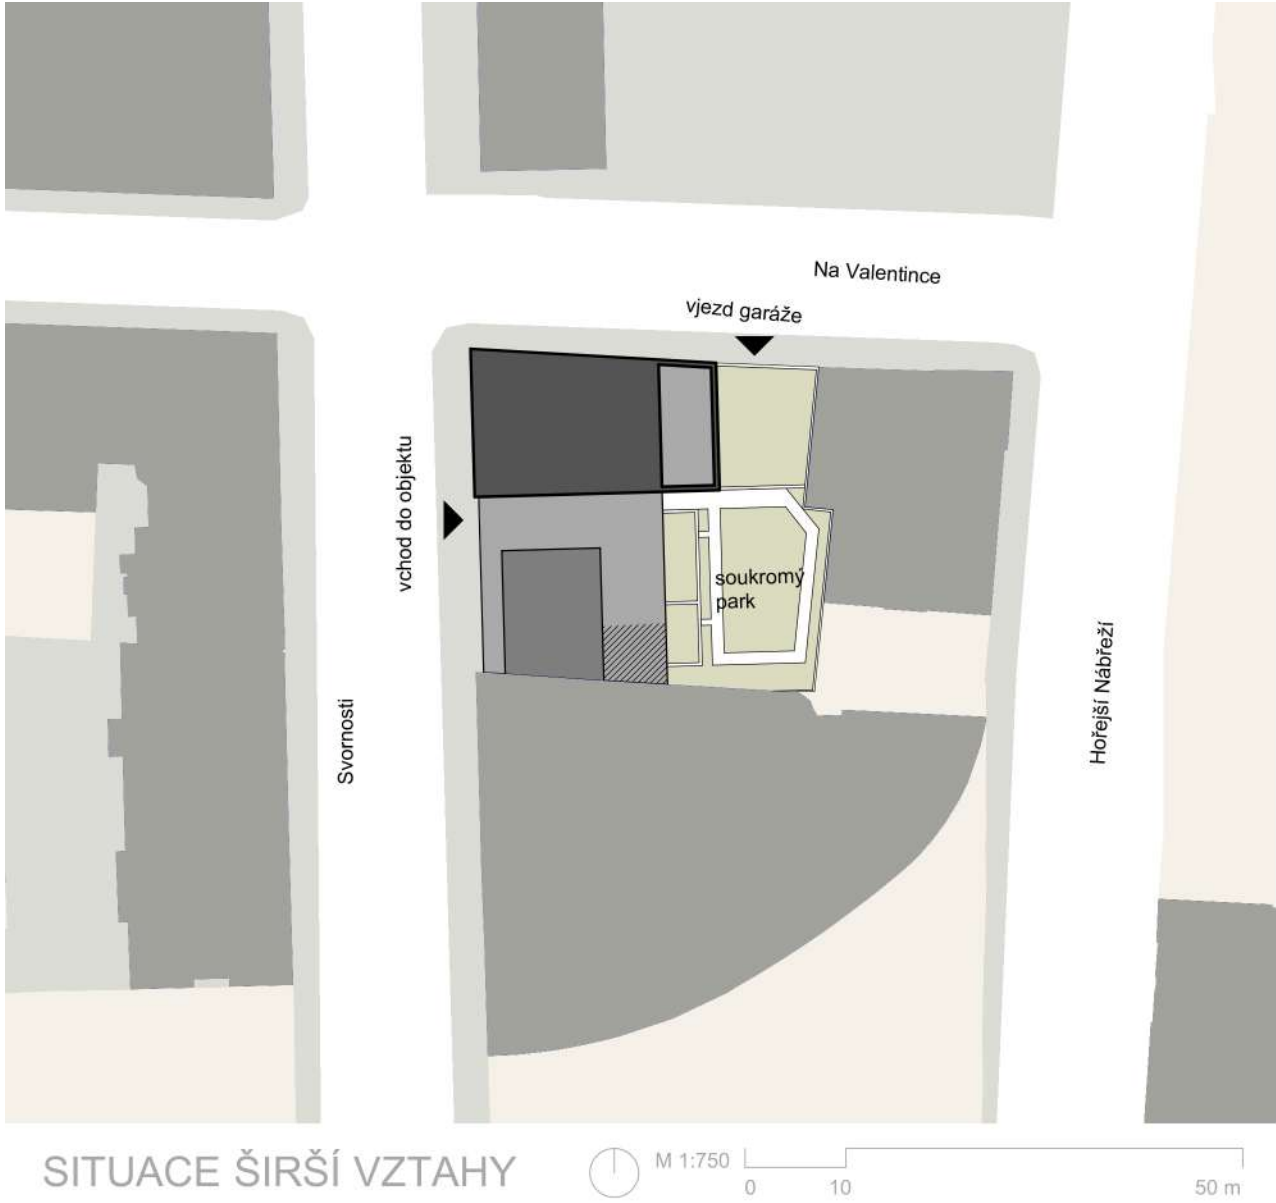 Na Valentince
vjezd garáže
vchod do objektu
soukromý
park
Svornosti
Hořejší Nábřeží
SITUACE ŠIRŠÍ VZTAHY
M 1:750
0
10
50 m